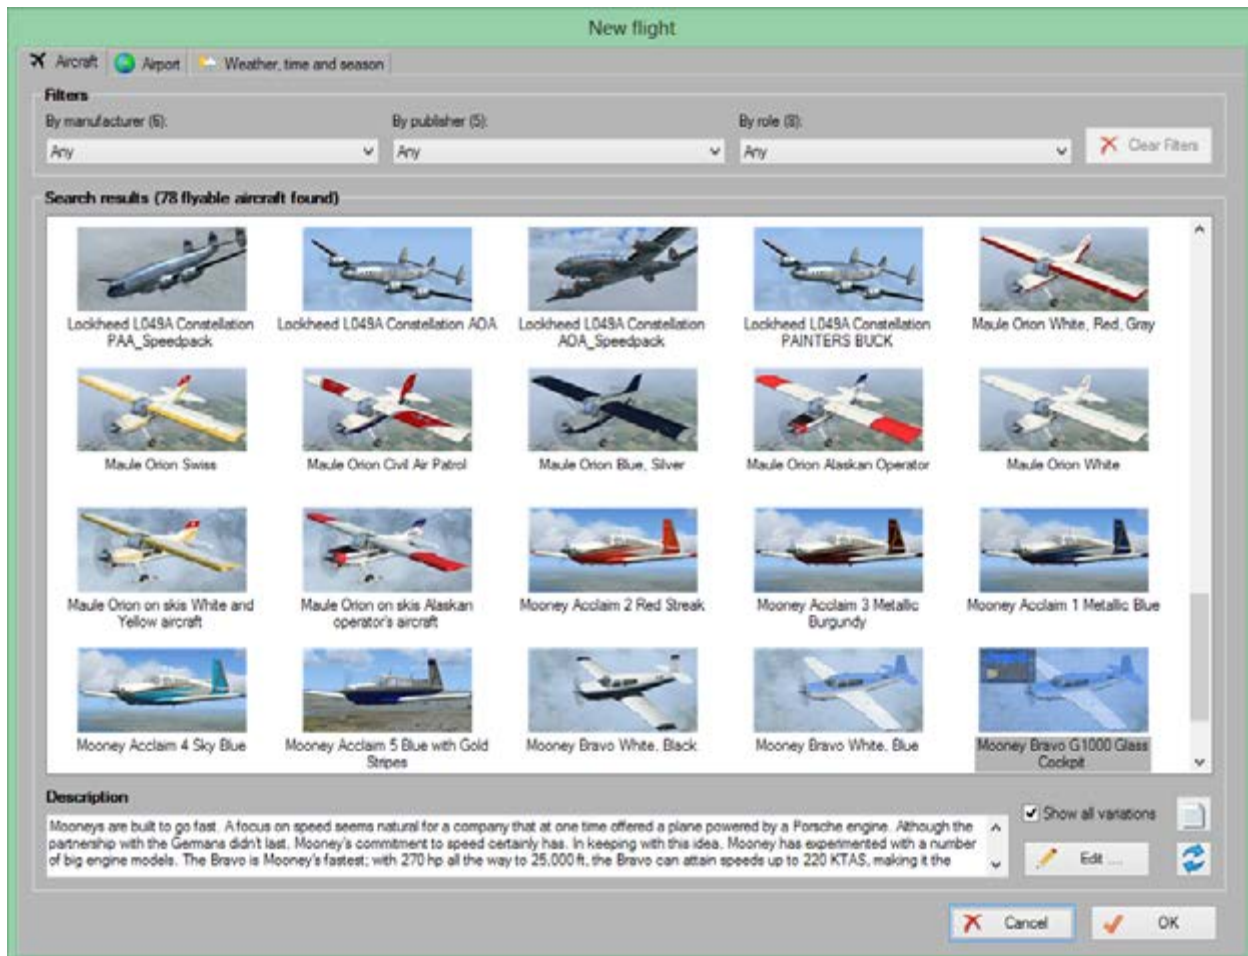 New flight
Aircraft
Airport
Weather, time and season
Filters
By manufacturer (6):
By publisher (5):
By role (8):
Any
Any
Any
Clear Filters
Search results (78 flyable aircraft found)
Lockheed L049A Constellation
PAA_Speedpack
Lockheed L049A Constellation AOA
Lockheed L049A Constellation
AOA_Speedpack
Lockheed L049A Constellation
PAINTERS BUCK
Maule Orion White, Red, Gray
Maule Orion Swiss
Maule Orion Civil Air Patrol
Maule Orion Blue, Silver
Maule Orion Alaskan Operator
Maule Orion White
Maule Orion on skis White and
Yellow aircraft
Maule Orion on skis Alaskan
operator's aircraft
Mooney Acclaim 2 Red Streak
Mooney Acclaim 3 Metallic
Burgundy
Mooney Acclaim 1 Metallic Blue
Mooney Acclaim 4 Sky Blue
Mooney Acclaim 5 Blue with Gold
Stripes
Mooney Bravo White, Black
Mooney Bravo White, Blue
Mooney Bravo G1000 Glass
Cockpit
Description
Mooneys are built to go fast. A focus on speed seems natural for a company that at one time offered a plane powered by a Porsche engine. Although the
partnership with the Germans didn't last, Mooney's commitment to speed certainly has. In keeping with this idea, Mooney has experimented with a number
of big engine models. The Bravo is Mooney's fastest; with 270 hp all the way to 25,000 ft, the Bravo can attain speeds up to 220 KTAS, making it the
Show all variations
Edit ....
Cancel
OK